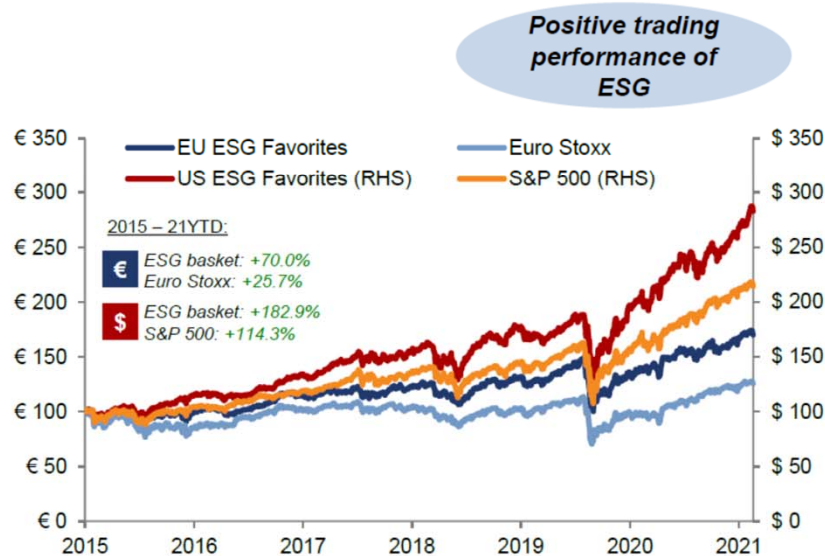 Positive trading
performance of
ESG
€ 350
€ 300
€ 250
€ 200
€ 150
€ 100
€ 50
€ 0
$ 350
$ 300
$ 250
$ 200
$ 150
$ 100
$ 50
$ 0
EU ESG Favorites
Euro Stoxx
US ESG Favorites (RHS)
S&P 500 (RHS)
2015 – 21YTD:
€
ESG basket: +70.0%
Euro Stoxx: +25.7%
$
ESG basket: +182.9%
S&P 500: +114.3%
2015 2016 2017 2018 2019 2020 2021